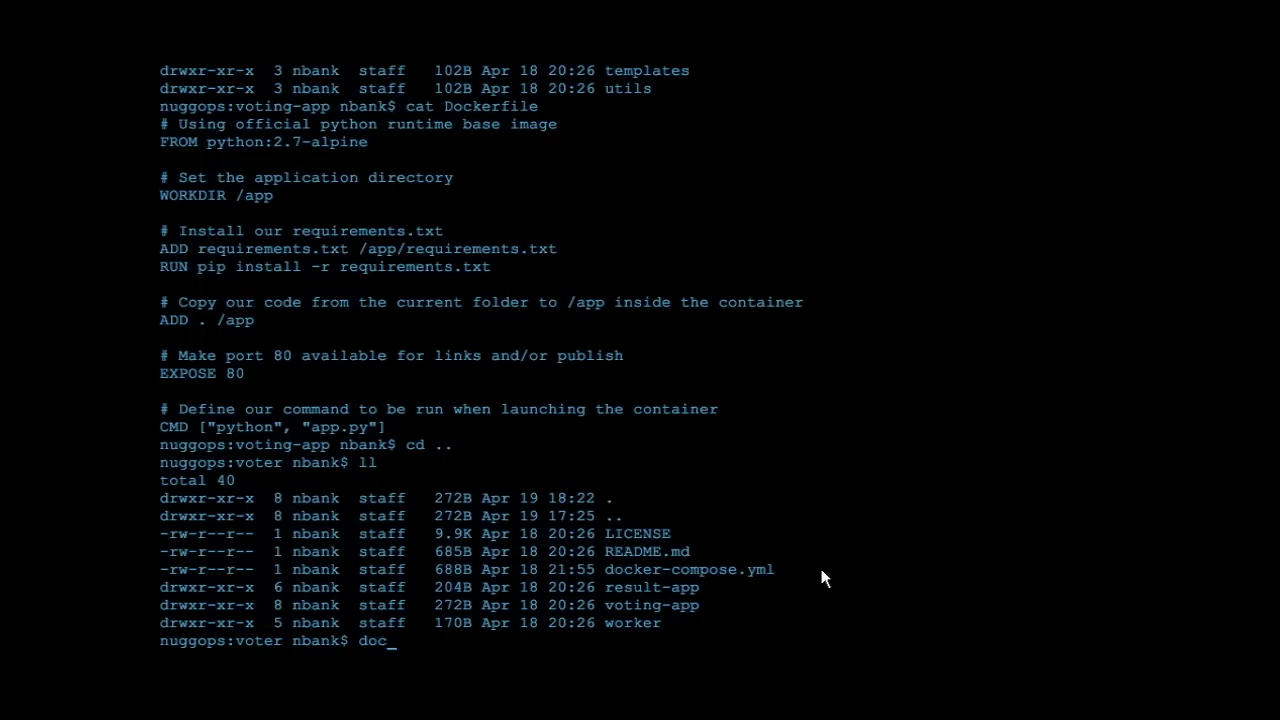 drwxr-xr-x  3 nbank  staff   102B Apr 18 20:26 templates
drwxr-xr-x  3 nbank  staff   102B Apr 18 20:26 utils
nuggops:voting-app nbank$ cat Dockerfile
# Using official python runtime base image
FROM python:2.7-alpine

# Set the application directory
WORKDIR /app

# Install our requirements.txt
ADD requirements.txt /app/requirements.txt
RUN pip install -r requirements.txt

# Copy our code from the current folder to /app inside the container
ADD . /app

# Make port 80 available for links and/or publish
EXPOSE 80

# Define our command to be run when launching the container
CMD ["python", "app.py"]
nuggops:voting-app nbank$ cd ..
nuggops:voter nbank$ ll
total 40
drwxr-xr-x  8 nbank  staff   272B Apr 19 18:22 .
drwxr-xr-x  8 nbank  staff   272B Apr 19 17:25 ..
-rw-r--r--  1 nbank  staff   9.9K Apr 18 20:26 LICENSE
-rw-r--r--  1 nbank  staff   685B Apr 18 20:26 README.md
-rw-r--r--  1 nbank  staff   688B Apr 18 21:55 docker-compose.yml
drwxr-xr-x  6 nbank  staff   204B Apr 18 20:26 result-app
drwxr-xr-x  8 nbank  staff   272B Apr 18 20:26 voting-app
drwxr-xr-x  5 nbank  staff   170B Apr 18 20:26 worker
nuggops:voter nbank$ doc_